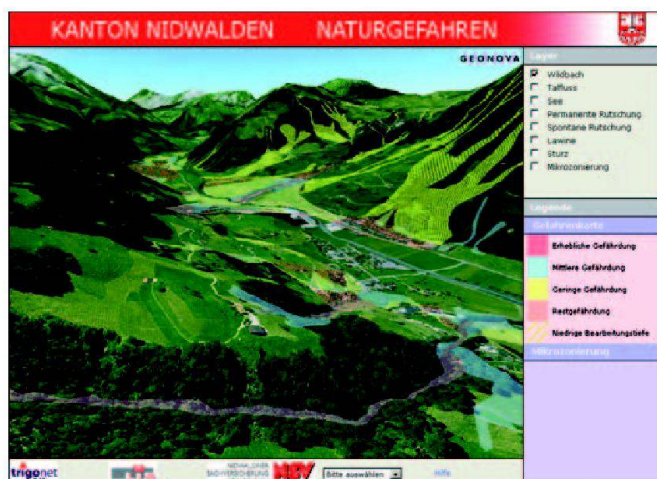 KANTON NIDWALDEN NATURGEFAHREN
GEONOVA
Layer
Wildbach
Talfluss
See
Permanente Rutschung
Spontane Rutschung
Lawine
Sturz
Mikrozonierung
Legende
Gefahrenkarte
Erhebliche Gefährdung
Mittlere Gefährdung
Geringe Gefährdung
Restgefährdung
Niedrige Bearbeitungstiefe
Mikrozonierung
trigonet
NSV
Bitte auswählen
Hilfe